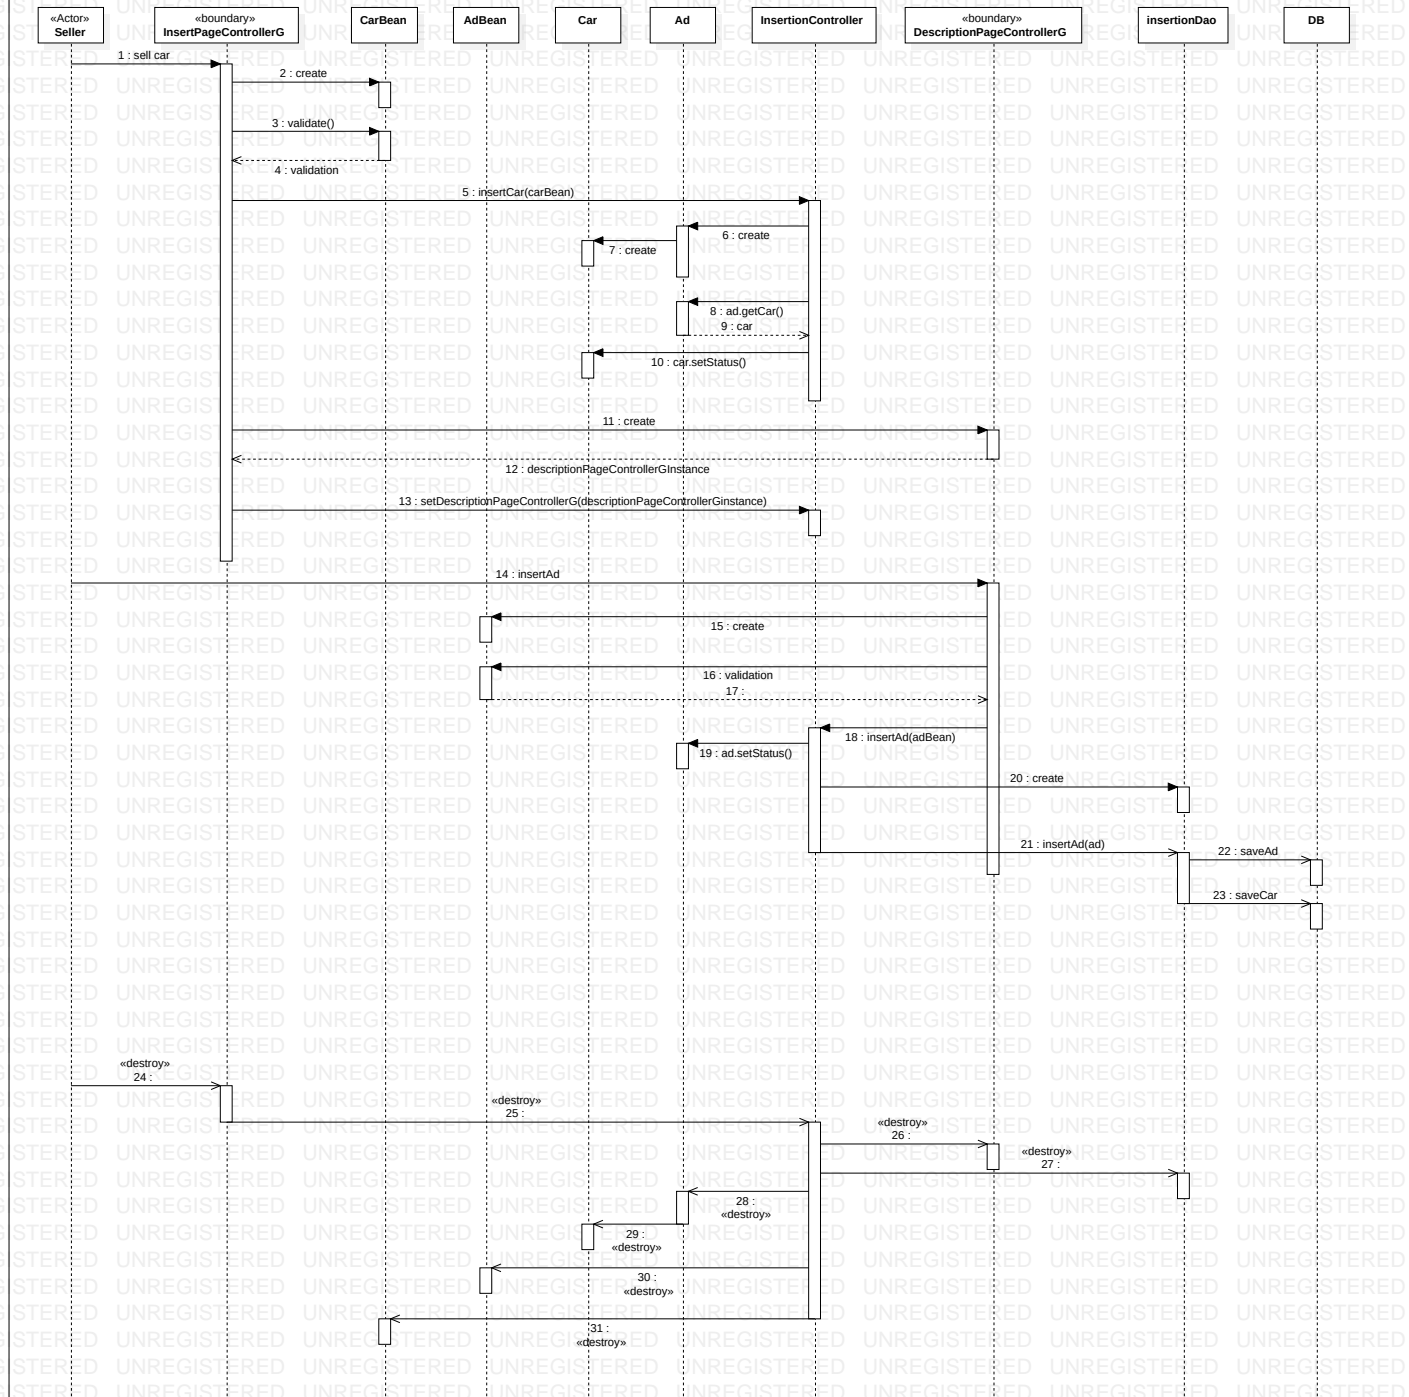 «Actor»
Seller
«boundary»
InsertPageControllerG
CarBean
AdBean
Car
Ad
InsertionController
«boundary»
DescriptionPageControllerG
insertionDao
DB
1 : sell car
2 : create
3 : validate()
4 : validation
5 : insertCar(carBean)
6 : create
7 : create
8 : ad.getCar()
9 : car
10 : car.setStatus()
11 : create
12 : descriptionPageControllerGInstance
13 : setDescriptionPageControllerG(descriptionPageControllerGinstance)
14 : insertAd
15 : create
16 : validation
17 :
18 : insertAd(adBean)
19 : ad.setStatus()
20 : create
21 : insertAd(ad)
22 : saveAd
23 : saveCar
«destroy»
24 :
«destroy»
25 :
«destroy»
26 :
«destroy»
27 :
28 :
«destroy»
29 :
«destroy»
30 :
«destroy»
31 :
«destroy»
UNREGISTERED